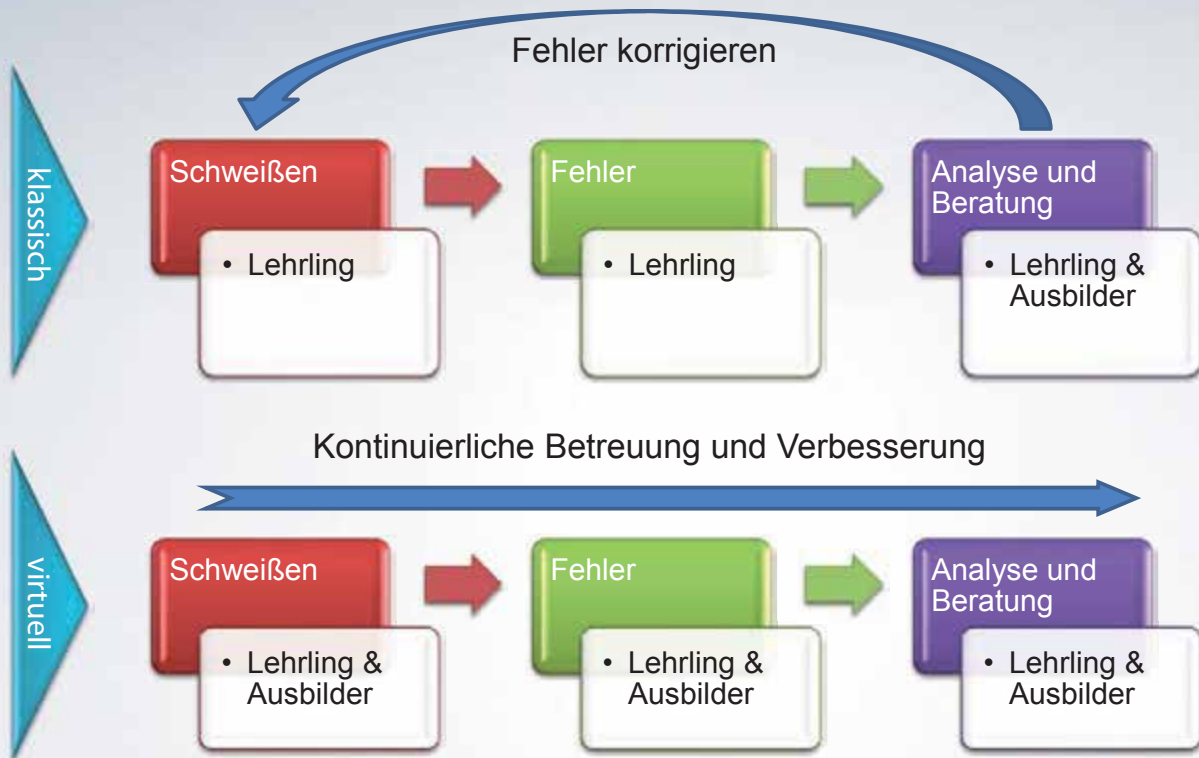 Fehler korrigieren
klassisch
Schweißen
• Lehrling
Fehler
• Lehrling
Analyse und
Beratung
• Lehrling &
Ausbilder
Kontinuierliche Betreuung und Verbesserung
virtuell
Schweißen
• Lehrling &
Ausbilder
Fehler
• Lehrling &
Ausbilder
Analyse und
Beratung
• Lehrling &
Ausbilder